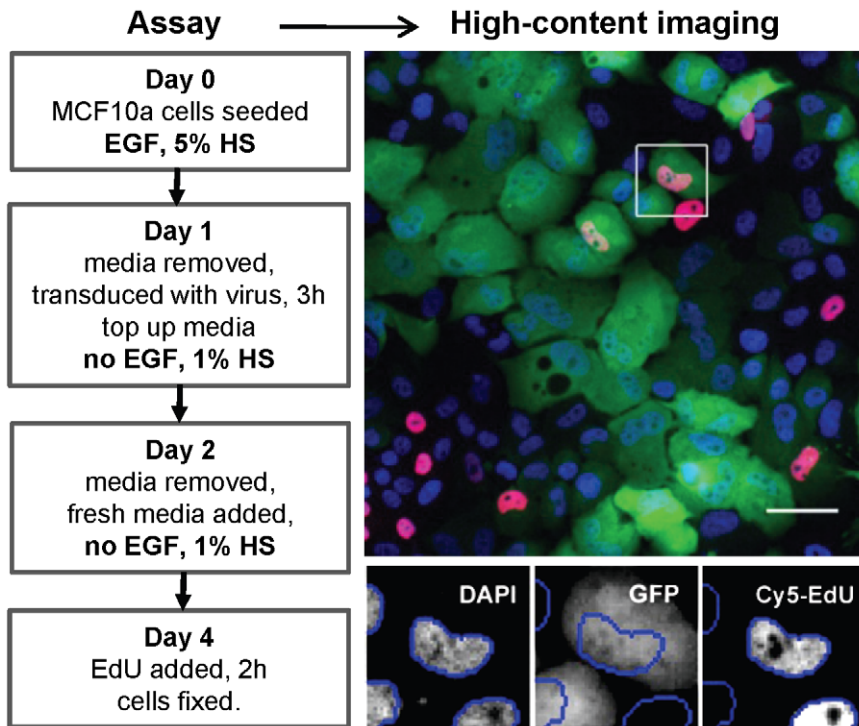 Assay
High-content imaging
Day 0
MCF10a cells seeded
EGF, 5% HS
Day 1
media removed,
transduced with virus, 3h
top up media
no EGF, 1% HS
Day 2
media removed,
fresh media added,
no EGF, 1% HS
Day 4
EdU added, 2h
cells fixed.
DAPI
GFP
Cy5-EdU